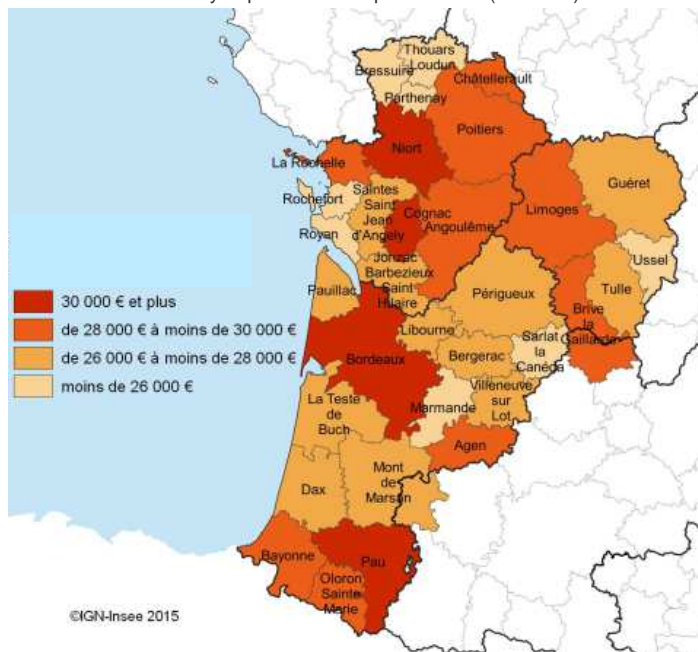 Thouars
Loudun
Bressuire
Châtellerault
Parthenay
Poitiers
Niort
La Rochelle
Guéret
Saintes
Rochefort
Saint
Jean
d'Angely
Cognac
Angoulême
Limoges
Royan
Ussel
Jonzac
Barbezieux
Saint
Hilaire
Pauillac
Périgueux
Tulle
Brive
la
Gaillarde
30 000 € et plus
de 28 000 € à moins de 30 000 €
de 26 000 € à moins de 28 000 €
moins de 26 000 €
Libourne
Bordeaux
Bergerac
Sarlat
la
Canéda
La Teste
de
Buch
Marmande
Villeneuve
sur
Lot
Agen
Mont
de
Marsan
Dax
Bayonne
Pau
Oloron
Sainte
Marie
©IGN-Insee 2015